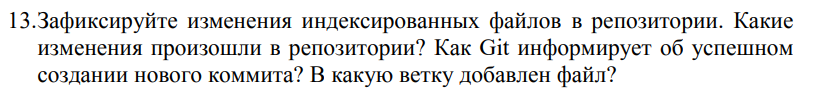 13.Зафиксируйте изменения индексированных файлов в репозитории. Какие
изменения произошли в репозитории? Как Git информирует об успешном
создании нового коммита? В какую ветку добавлен файл?